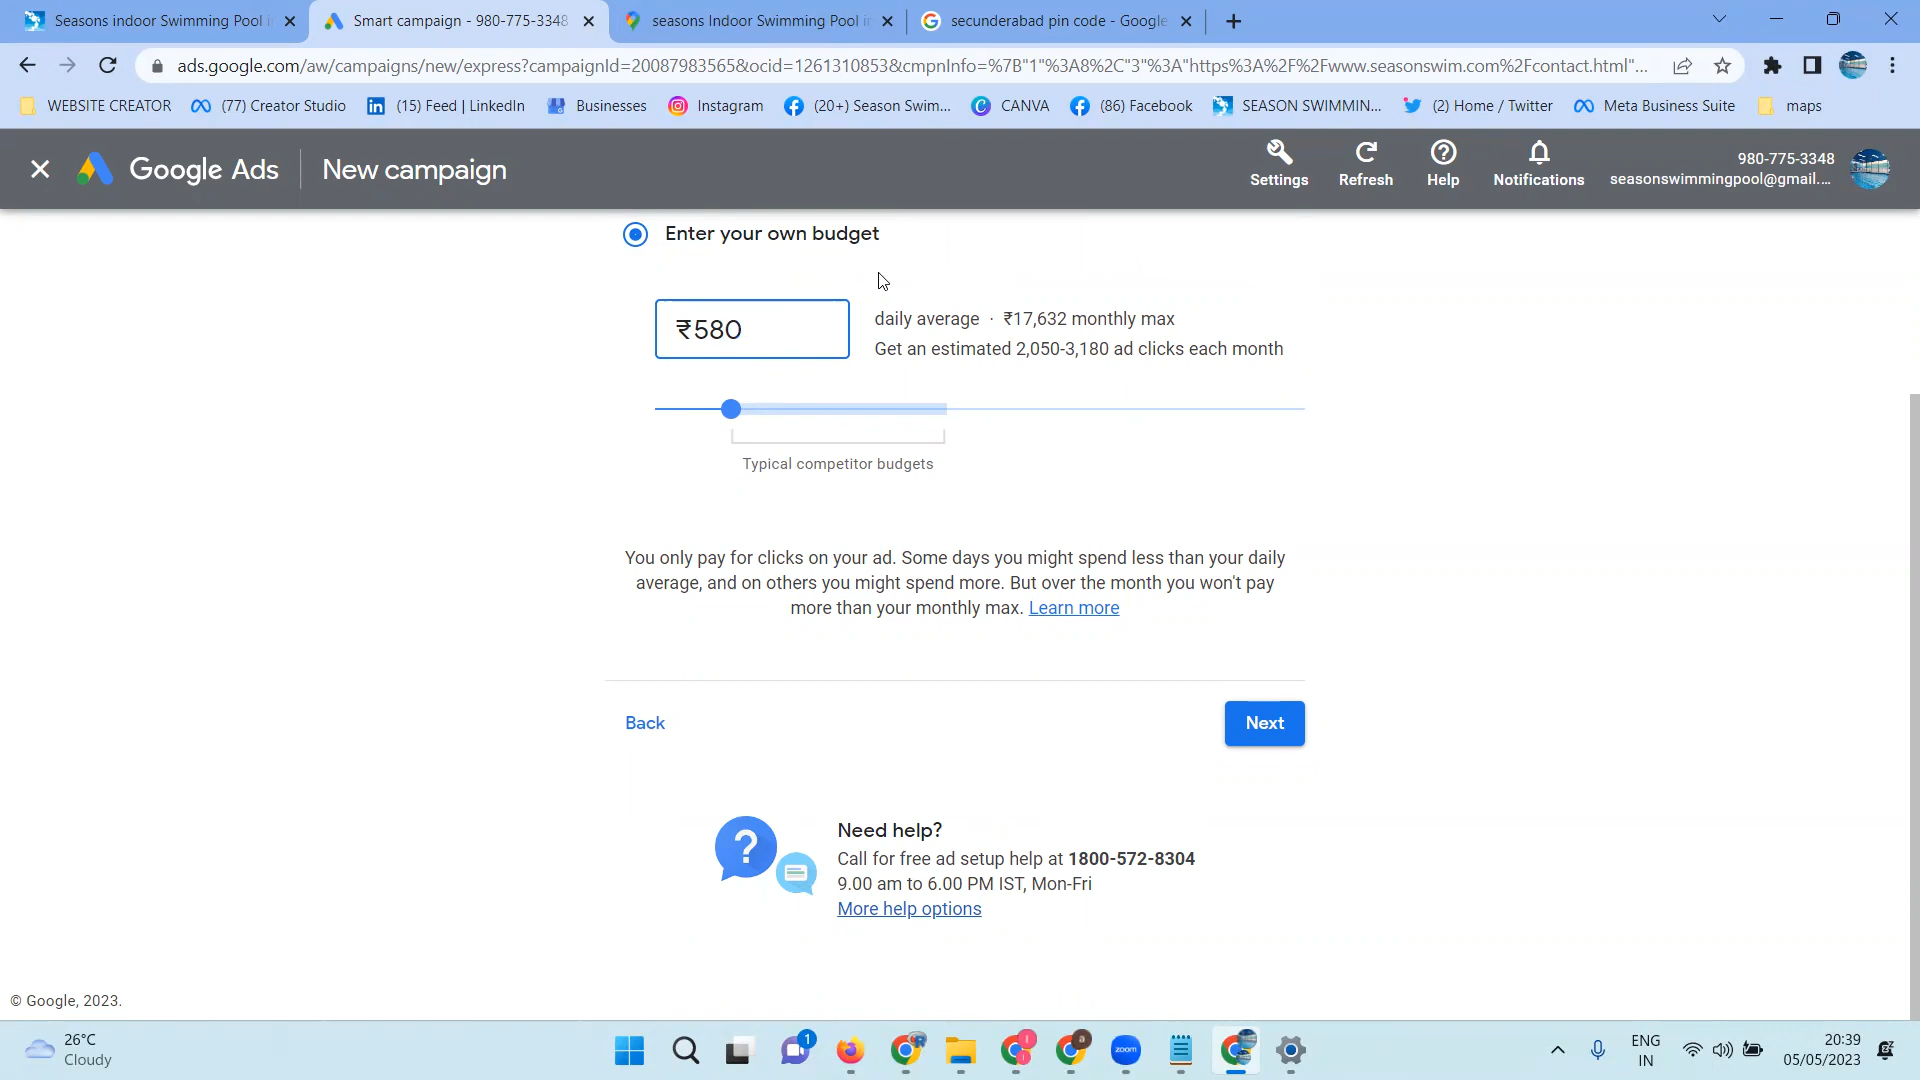 Seasons indoor Swimming Pool i
Smart campaign - 980-775-3348
seasons Indoor Swimming Pool i
secunderabad pin code - Google
ads.google.com/aw/campaigns/new/express?campaignId=20087983565&ocid=1261310853&cmpnInfo=%7B"1"%3A8%2C"3"%3A"https%3A%2F%2Fwww.seasonswim.com%2Fcontact.html"...
WEBSITE CREATOR
(77) Creator Studio
(15) Feed | LinkedIn
Businesses
Instagram
(20+) Season Swim...
CANVA
(86) Facebook
SEASON SWIMMIN...
(2) Home / Twitter
Meta Business Suite
maps
Google Ads
New campaign
Settings
Refresh
Help
Notifications
980-775-3348
seasonswimmingpool@gmail....
Enter your own budget
₹580
daily average · ₹17,632 monthly max
Get an estimated 2,050-3,180 ad clicks each month
Typical competitor budgets
You only pay for clicks on your ad. Some days you might spend less than your daily
average, and on others you might spend more. But over the month you won't pay
more than your monthly max. Learn more
Back
Next
Need help?
Call for free ad setup help at 1800-572-8304
9.00 am to 6.00 PM IST, Mon-Fri
More help options
© Google, 2023.
26°C
Cloudy
1
zoom
ENG
IN
20:39
05/05/2023